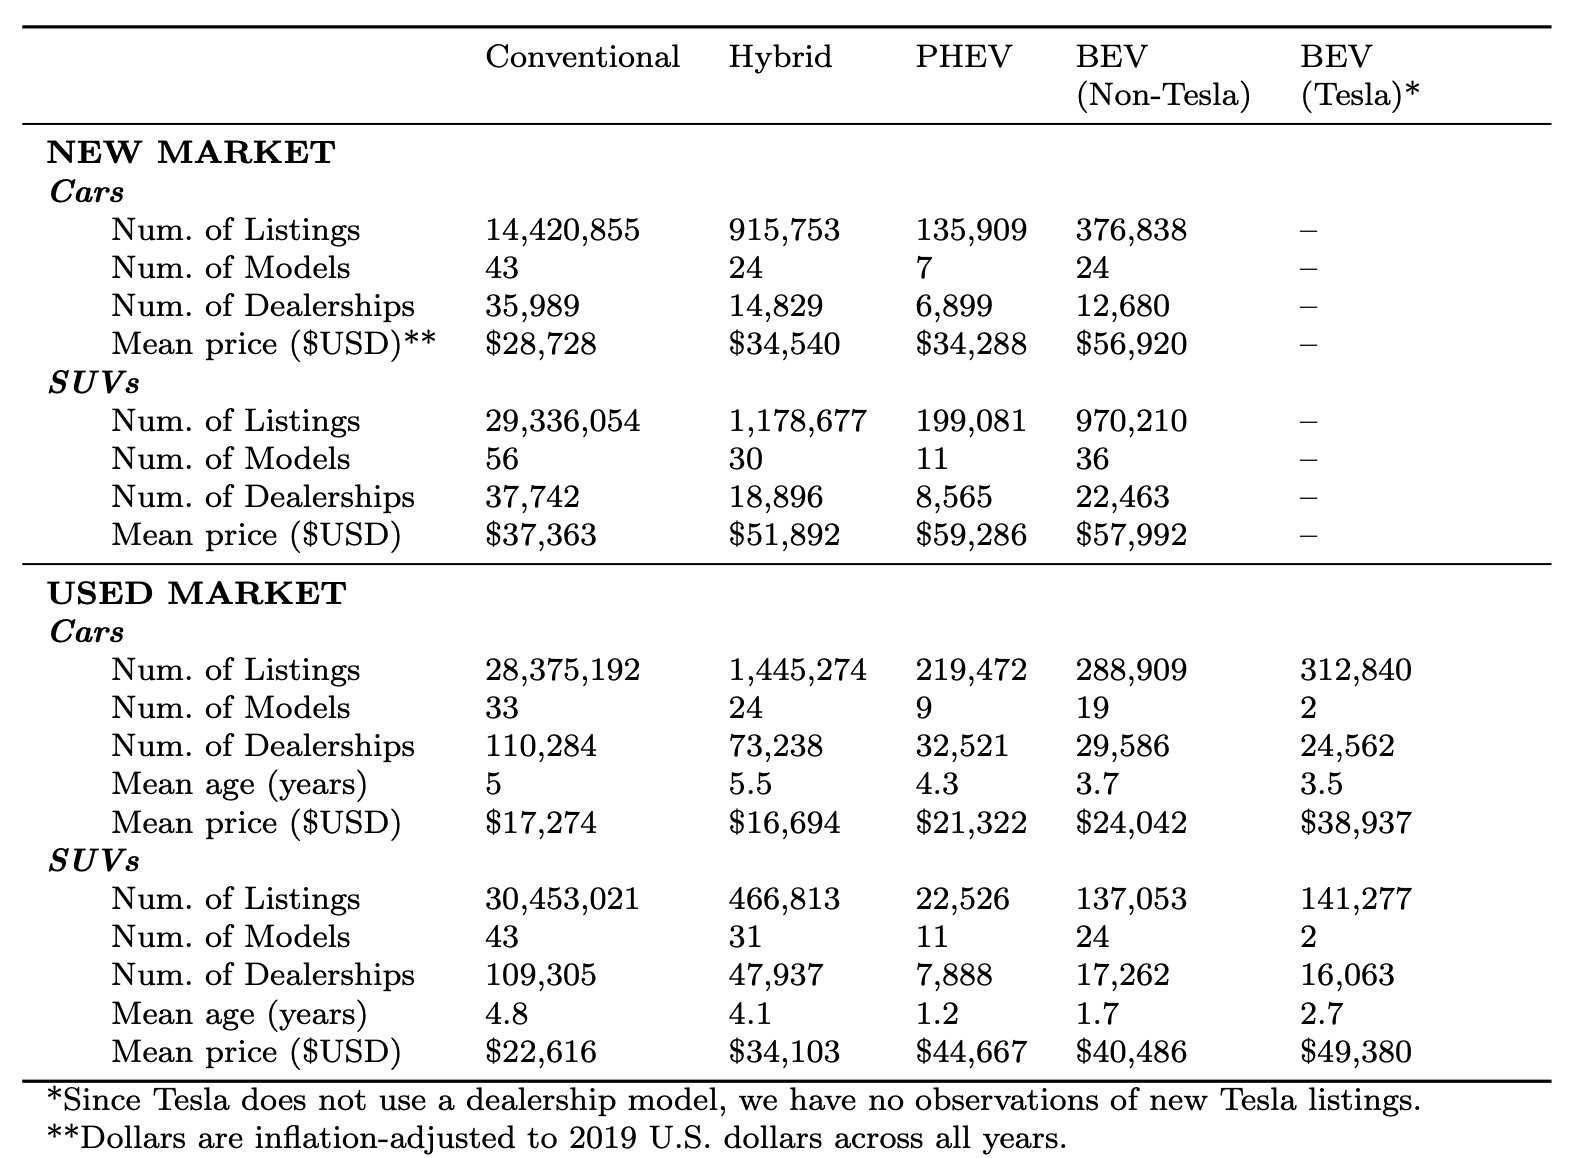 Conventional Hybrid PHEV BEV BEV
(Non-Tesla) (Tesla)*
NEW MARKET
Cars
Num. of Listings 14,420,855 915,753 135,909 376,838 –
Num. of Models 43 24 7 24 –
Num. of Dealerships 35,989 14,829 6,899 12,680 –
Mean price ($USD)** $28,728 $34,540 $34,288 $56,920 –
SUVs
Num. of Listings 29,336,054 1,178,677 199,081 970,210 –
Num. of Models 56 30 11 36 –
Num. of Dealerships 37,742 18,896 8,565 22,463 –
Mean price ($USD) $37,363 $51,892 $59,286 $57,992 –
USED MARKET
Cars
Num. of Listings 28,375,192 1,445,274 219,472 288,909 312,840
Num. of Models 33 24 9 19 2
Num. of Dealerships 110,284 73,238 32,521 29,586 24,562
Mean age (years) 5 5.5 4.3 3.7 3.5
Mean price ($USD) $17,274 $16,694 $21,322 $24,042 $38,937
SUVs
Num. of Listings 30,453,021 466,813 22,526 137,053 141,277
Num. of Models 43 31 11 24 2
Num. of Dealerships 109,305 47,937 7,888 17,262 16,063
Mean age (years) 4.8 4.1 1.2 1.7 2.7
Mean price ($USD) $22,616 $34,103 $44,667 $40,486 $49,380
*Since Tesla does not use a dealership model, we have no observations of new Tesla listings.
**Dollars are inflation-adjusted to 2019 U.S. dollars across all years.